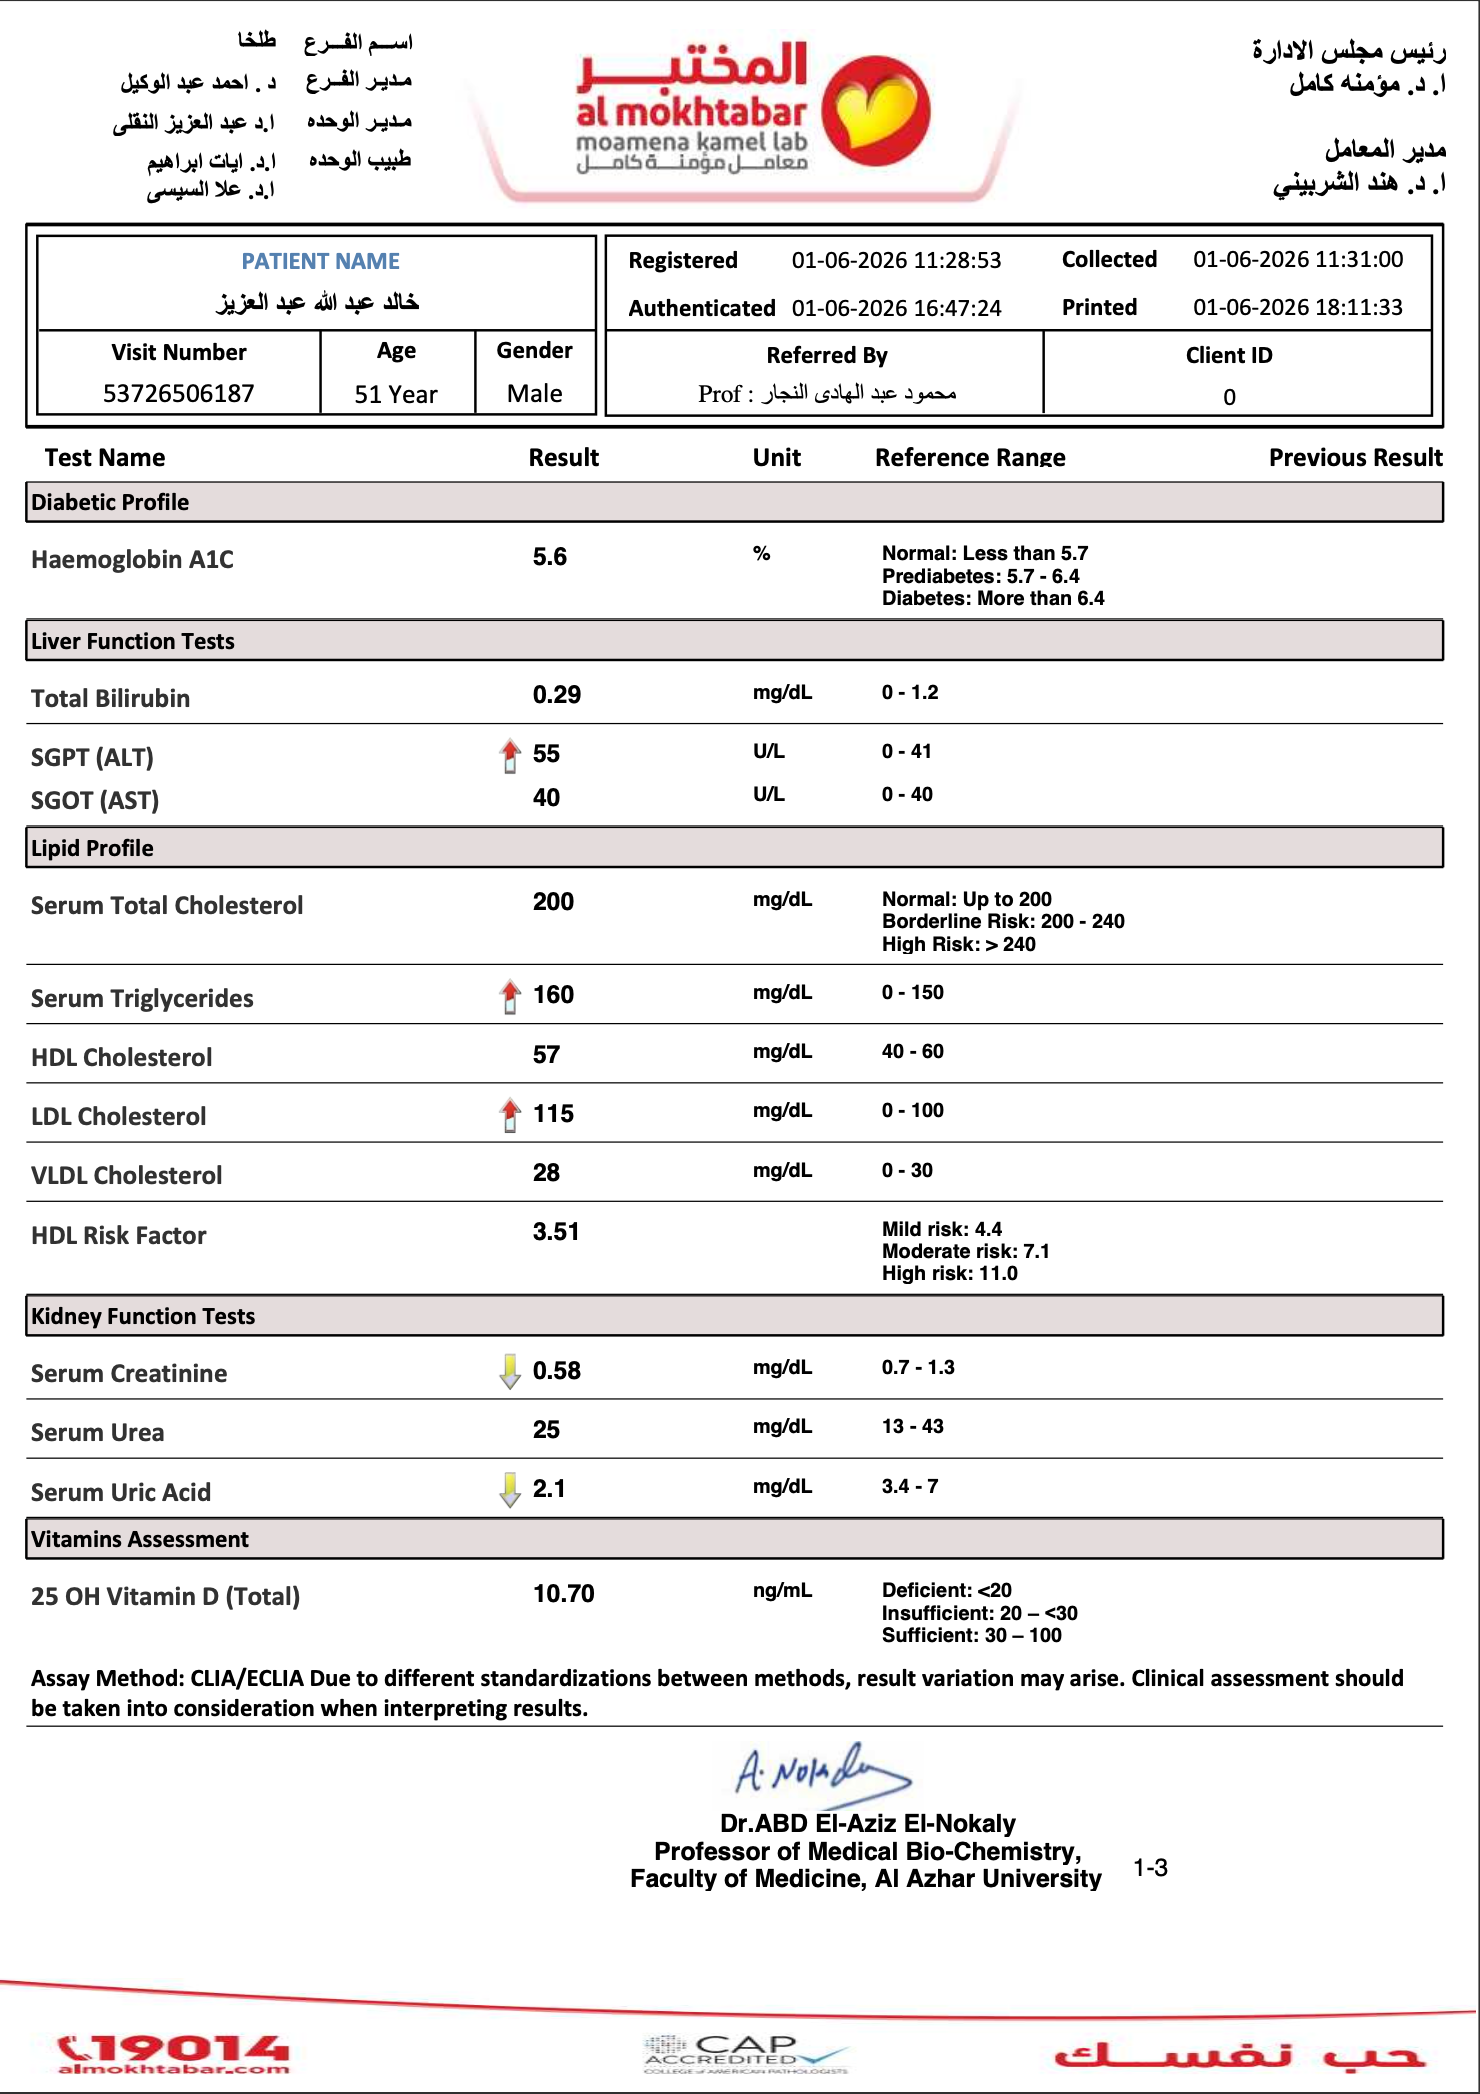 اسم الفرع طلخا
مدير الفرع د . احمد عبد الوكيل
مدير الوحده ا.د عبد العزيز النقلى
طبيب الوحده ا.د. ايات ابراهيم
ا.د. علا السيسى
المختبر
al mokhtabar
moamena kamel lab
معامل مؤمنة كامل
رئيس مجلس الادارة
ا. د. مؤمنه كامل
مدير المعامل
ا. د. هند الشربيني
PATIENT NAME
خالد عبد الله عبد العزيز
Visit Number Age Gender
53726506187 51 Year Male
Registered 01-06-2026 11:28:53 Collected 01-06-2026 11:31:00
Authenticated 01-06-2026 16:47:24 Printed 01-06-2026 18:11:33
Referred By Client ID
Prof : محمود عبد الهادى النجار 0
Test Name Result Unit Reference Range Previous Result
Diabetic Profile
Haemoglobin A1C 5.6 % Normal: Less than 5.7
Prediabetes: 5.7 - 6.4
Diabetes: More than 6.4
Liver Function Tests
Total Bilirubin 0.29 mg/dL 0 - 1.2
SGPT (ALT) 55 U/L 0 - 41
SGOT (AST) 40 U/L 0 - 40
Lipid Profile
Serum Total Cholesterol 200 mg/dL Normal: Up to 200
Borderline Risk: 200 - 240
High Risk: > 240
Serum Triglycerides 160 mg/dL 0 - 150
HDL Cholesterol 57 mg/dL 40 - 60
LDL Cholesterol 115 mg/dL 0 - 100
VLDL Cholesterol 28 mg/dL 0 - 30
HDL Risk Factor 3.51 Mild risk: 4.4
Moderate risk: 7.1
High risk: 11.0
Kidney Function Tests
Serum Creatinine 0.58 mg/dL 0.7 - 1.3
Serum Urea 25 mg/dL 13 - 43
Serum Uric Acid 2.1 mg/dL 3.4 - 7
Vitamins Assessment
25 OH Vitamin D (Total) 10.70 ng/mL Deficient: <20
Insufficient: 20 – <30
Sufficient: 30 – 100
Assay Method: CLIA/ECLIA Due to different standardizations between methods, result variation may arise. Clinical assessment should
be taken into consideration when interpreting results.
A. Nokaly
Dr.ABD El-Aziz El-Nokaly
Professor of Medical Bio-Chemistry,
Faculty of Medicine, Al Azhar University 1-3
19014
almokhtabar.com
CAP
ACCREDITED
COLLEGE of AMERICAN PATHOLOGISTS
حب نفسك